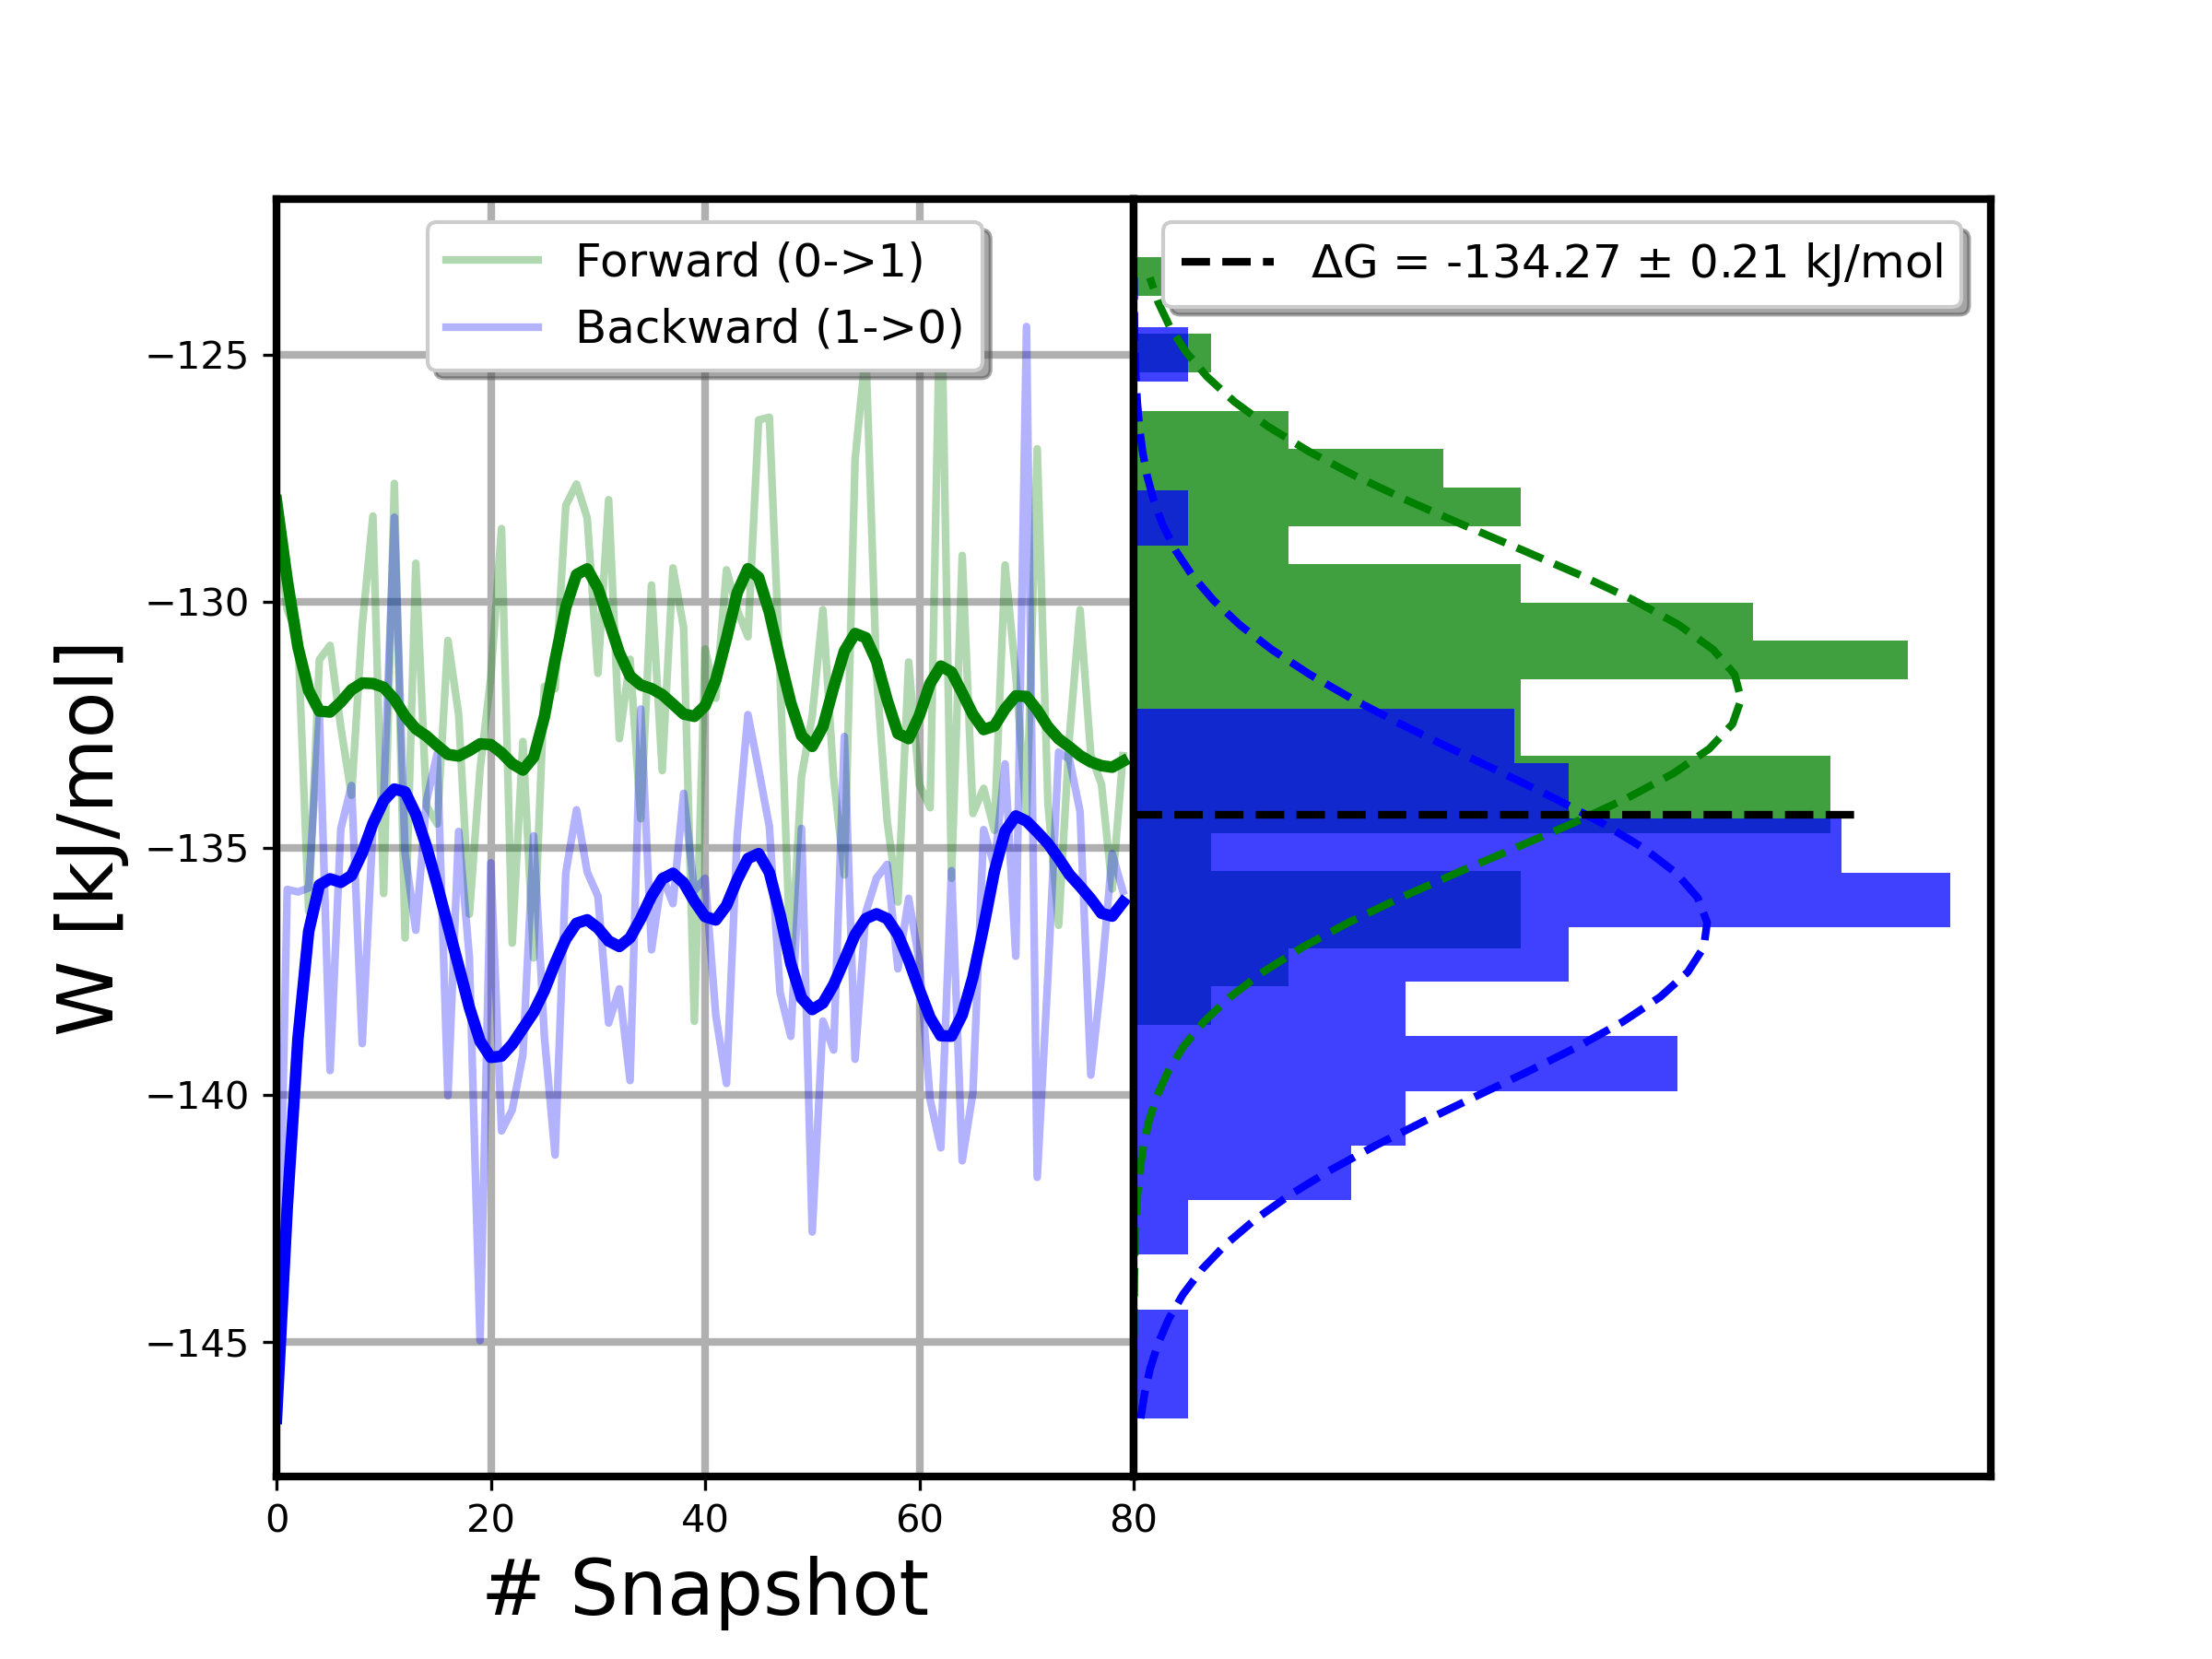 Forward (0->1)
Backward (1->0)
ΔG = -134.27 ± 0.21 kJ/mol
W [kJ/mol]
−125
−130
−135
−140
−145
0
20
40
60
80
# Snapshot